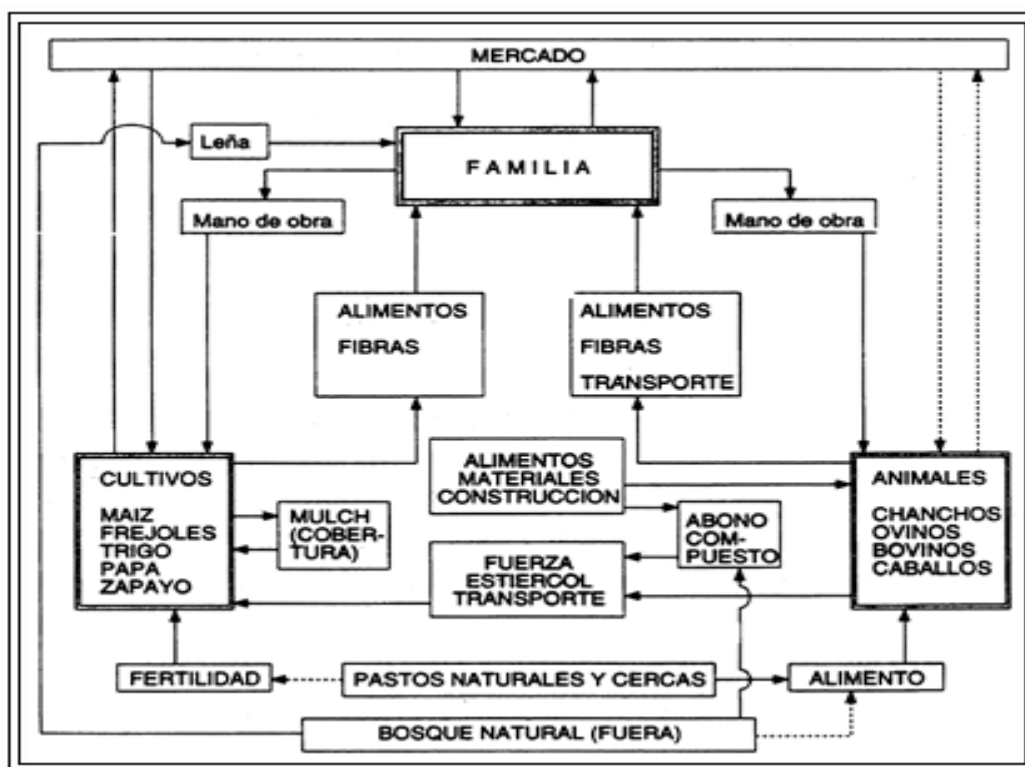 MERCADO
Leña
FAMILIA
Mano de obra
Mano de obra
ALIMENTOS
FIBRAS
ALIMENTOS
FIBRAS
TRANSPORTE
CULTIVOS
MAIZ
FREJOLES
TRIGO
PAPA
ZAPAYO
MULCH
(COBER-
TURA)
ALIMENTOS
MATERIALES
CONSTRUCCION
ABONO
COM-
PUESTO
FUERZA
ESTIERCOL
TRANSPORTE
ANIMALES
CHANCHOS
OVINOS
BOVINOS
CABALLOS
FERTILIDAD
PASTOS NATURALES Y CERCAS
ALIMENTO
BOSQUE NATURAL (FUERA)